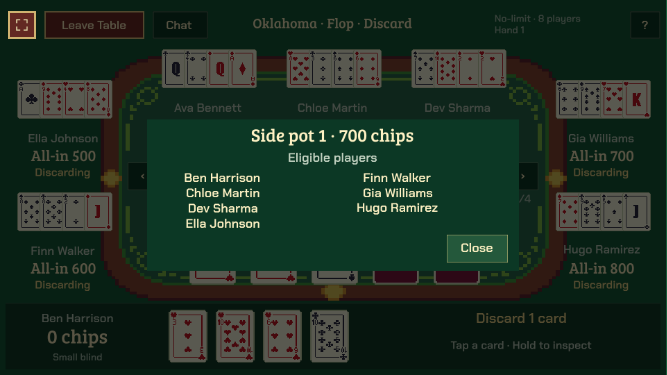 Leave Table
Chat
Oklahoma · Flop · Discard
No-limit · 8 players
Hand 1
?
Ava Bennett
Chloe Martin
Dev Sharma
Ella Johnson
All-in 500
Discarding
Gia Williams
All-in 700
Discarding
Side pot 1 · 700 chips
Eligible players
Ben Harrison
Chloe Martin
Dev Sharma
Ella Johnson
Finn Walker
Gia Williams
Hugo Ramirez
Close
Finn Walker
All-in 600
Discarding
Hugo Ramirez
All-in 800
Discarding
Ben Harrison
0 chips
Small blind
Discard 1 card
Tap a card · Hold to inspect